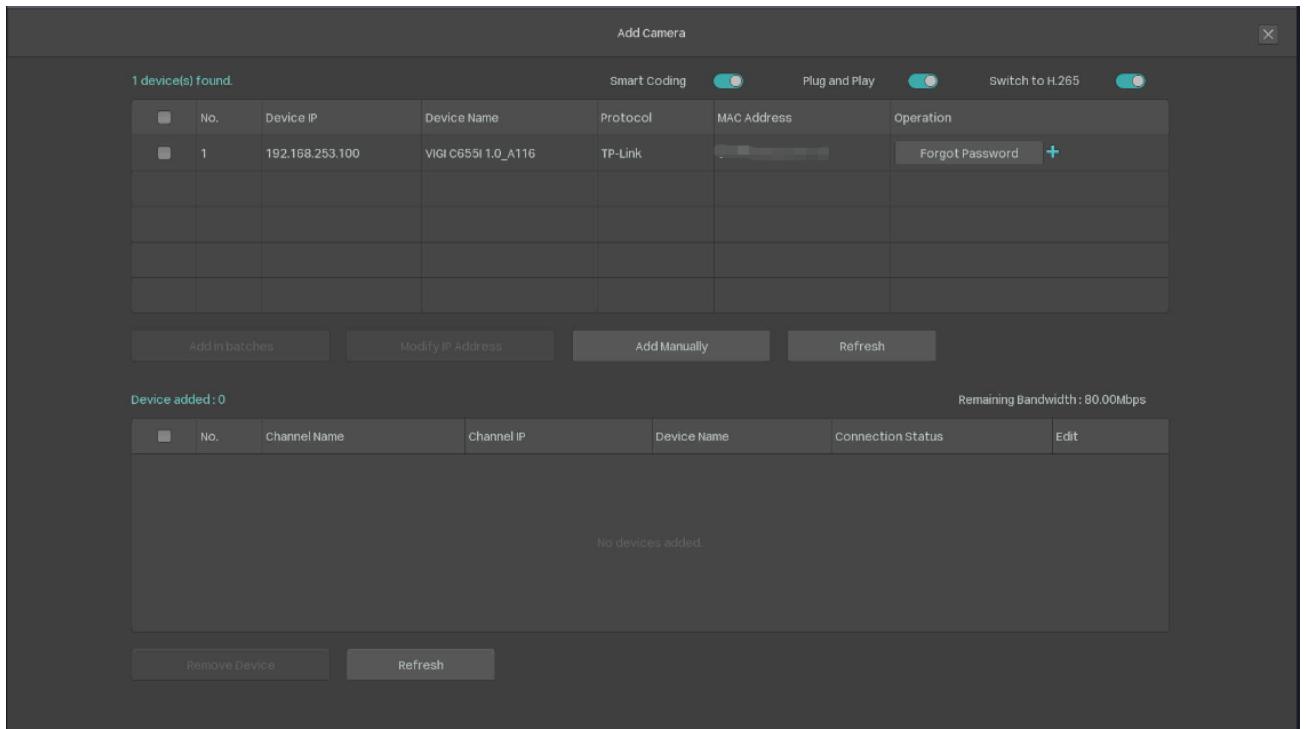 Add Camera
1 device(s) found. Smart Coding Plug and Play Switch to H.265
No. Device IP Device Name Protocol MAC Address Operation
1 192.168.253.100 VIGI C655I 1.0_A116 TP-Link Forgot Password +
Add in batches Modify IP Address Add Manually Refresh
Device added : 0 Remaining Bandwidth : 80.00Mbps
No. Channel Name Channel IP Device Name Connection Status Edit
No devices added.
Remove Device Refresh